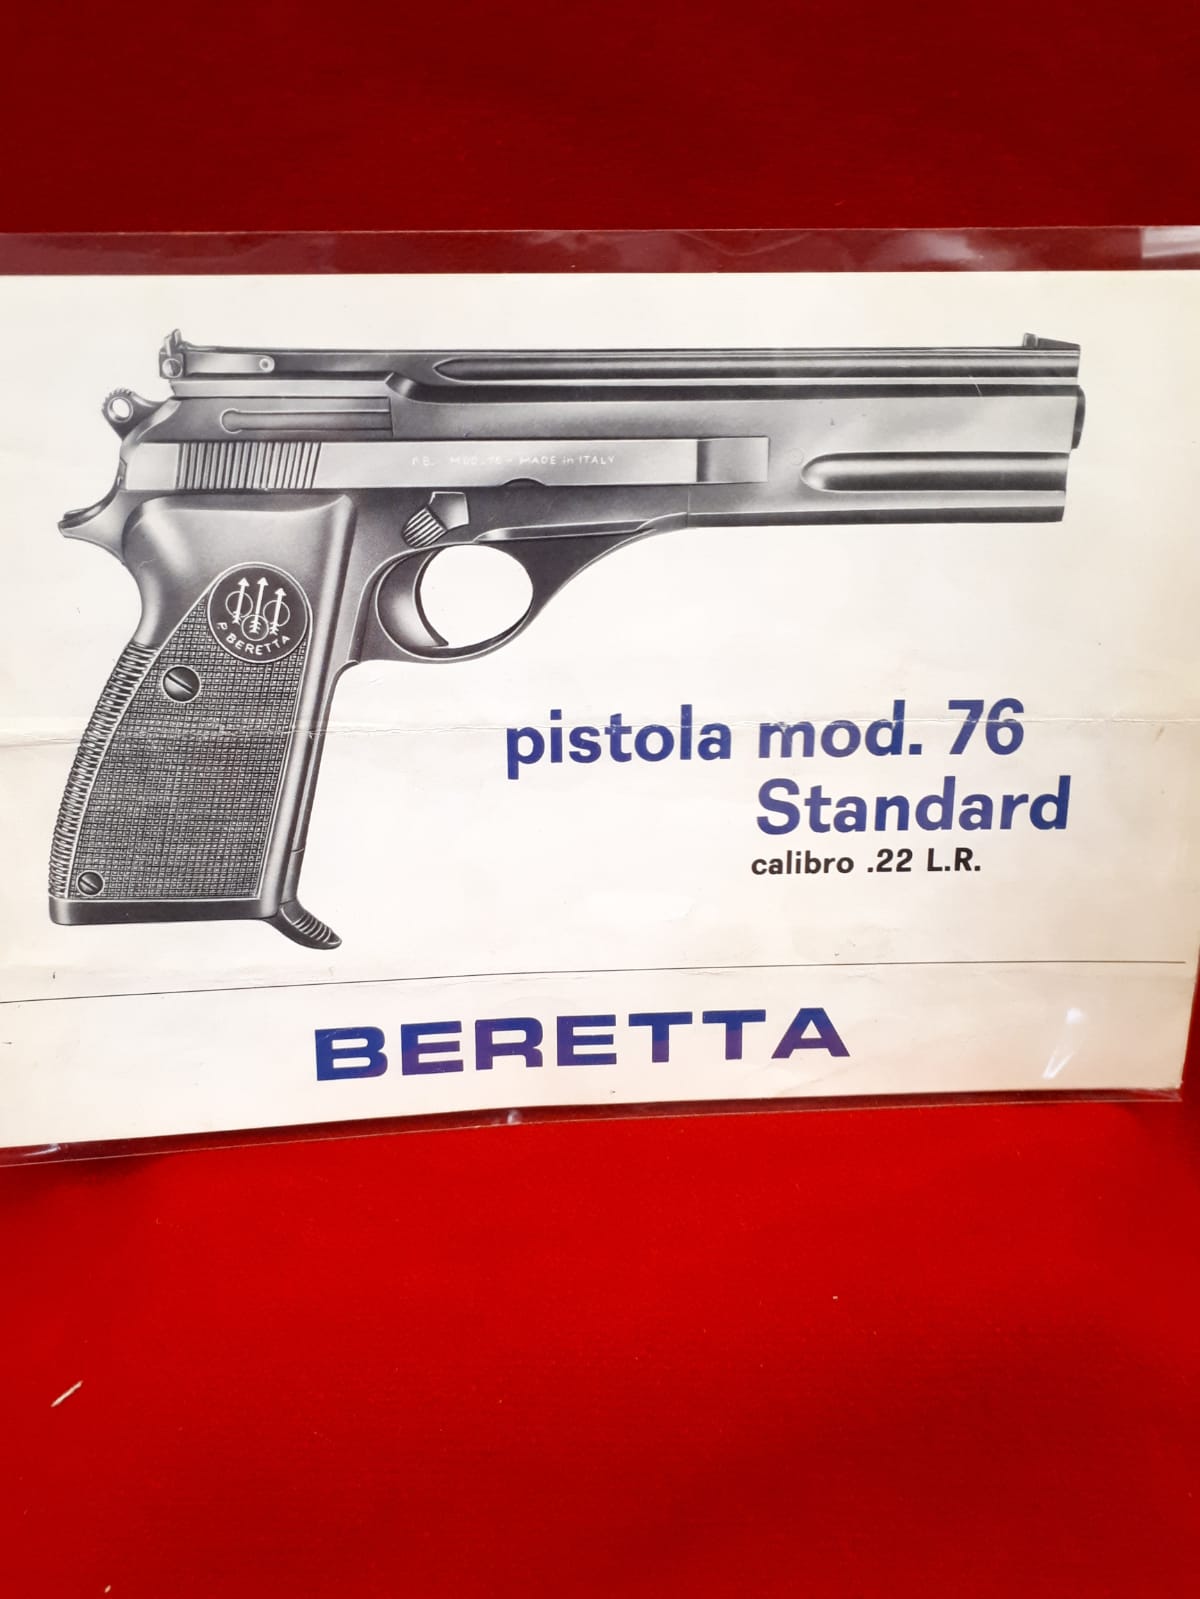 P.B. MOD. 76 - MADE in ITALY
P. BERETTA
pistola mod. 76
Standard
calibro .22 L.R.
BERETTA